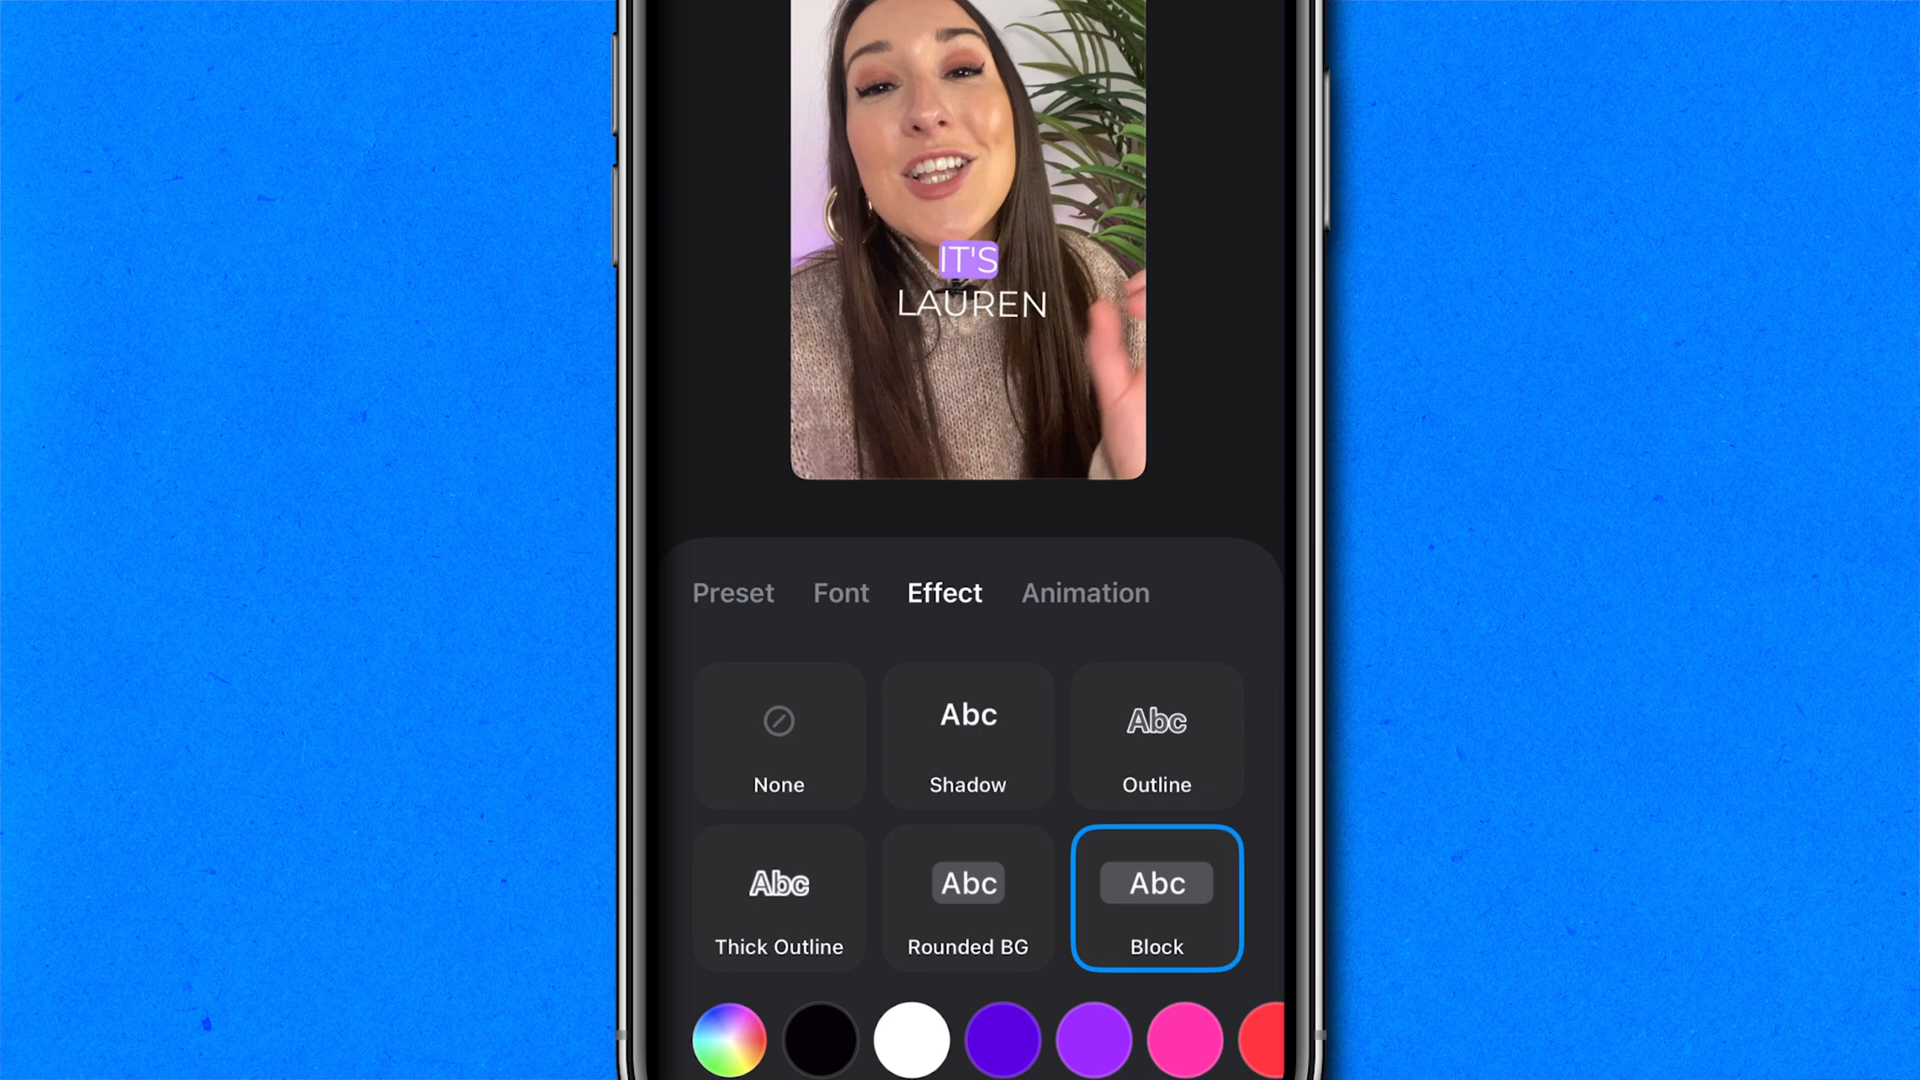 IT'S
LAUREN
Preset Font Effect Animation
Abc Abc
None Shadow Outline
Abc Abc Abc
Thick Outline Rounded BG Block